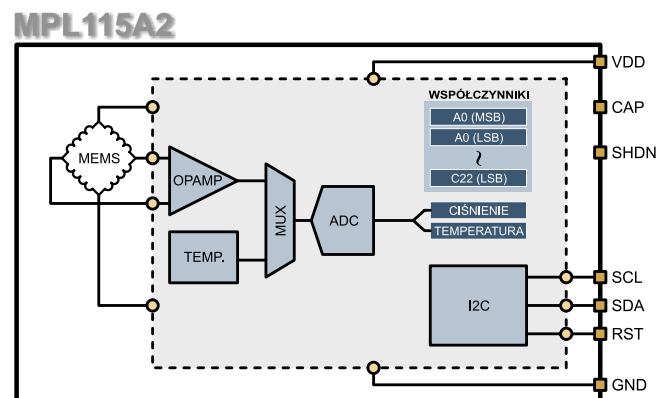 MPL115A2
VDD
WSPÓŁCZYNNIKI
A0 (MSB)
CAP
A0 (LSB)
MEMS
SHDN
OPAMP
C22 (LSB)
MUX
ADC
CIŚNIENIE
TEMPERATURA
TEMP.
SCL
I2C
SDA
RST
GND